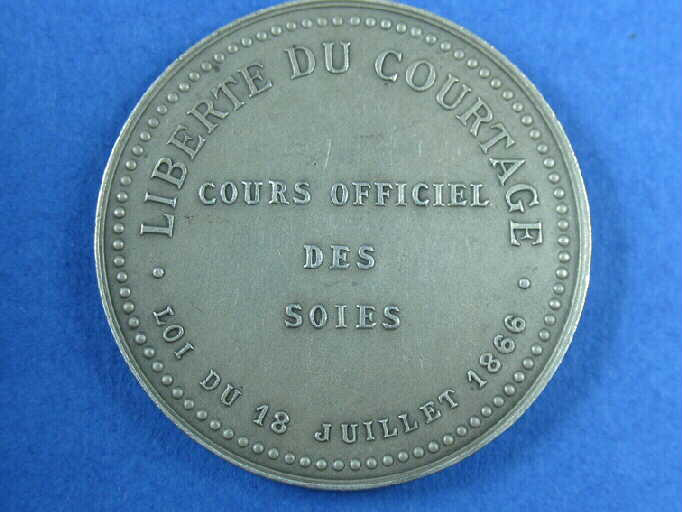 LIBERTE DU COURTAGE
COURS OFFICIEL
DES
SOIES
LOI DU 18 JUILLET 1866